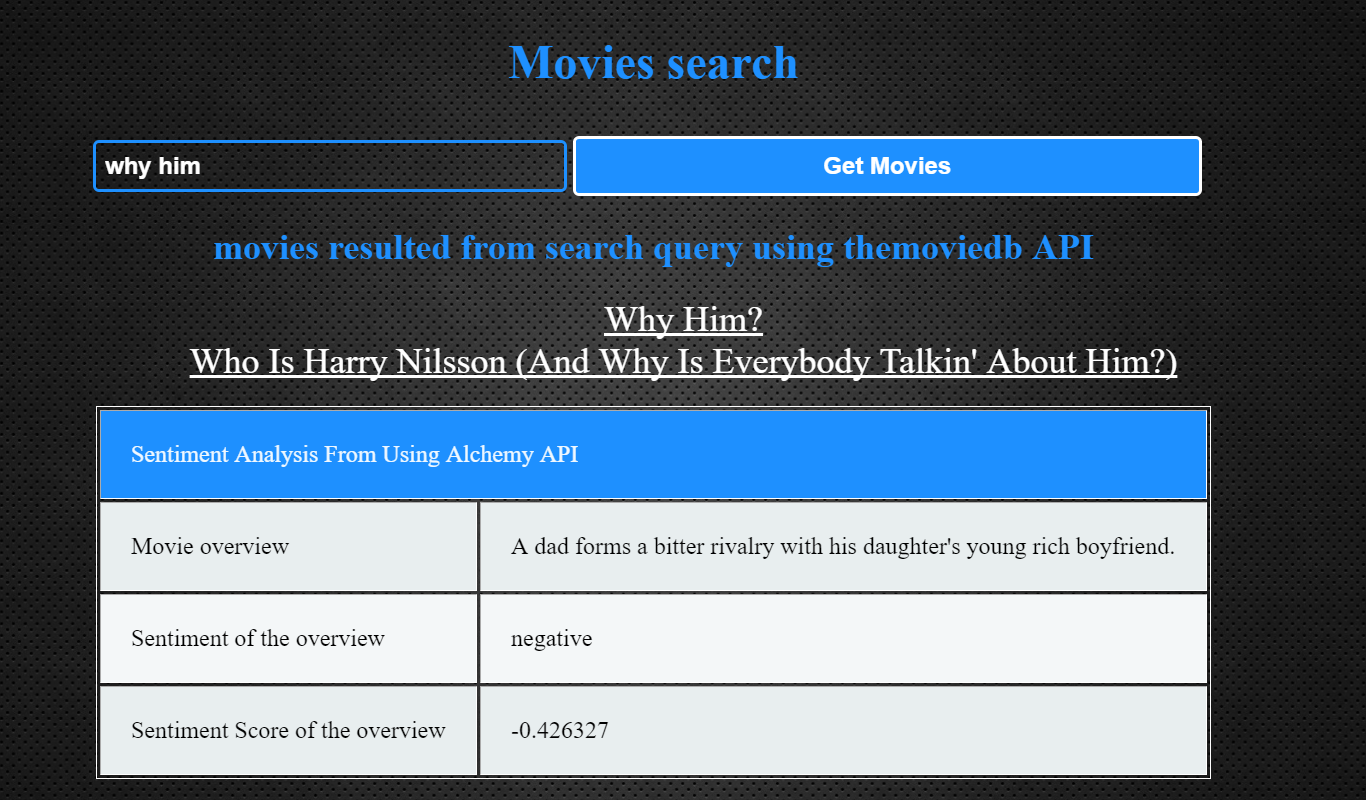 Movies search
why him
Get Movies
movies resulted from search query using themoviedb API
Why Him?
Who Is Harry Nilsson (And Why Is Everybody Talkin' About Him?)
Sentiment Analysis From Using Alchemy API
Movie overview
A dad forms a bitter rivalry with his daughter's young rich boyfriend.
Sentiment of the overview
negative
Sentiment Score of the overview
-0.426327